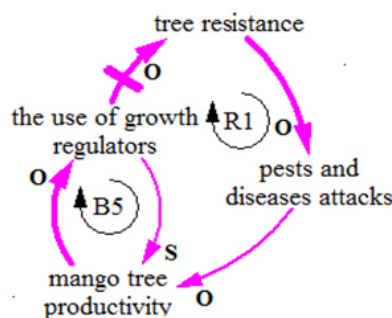 tree resistance
O
the use of growth
regulators
R1
O
pests and
diseases attacks
O
B5
S
mango tree
productivity
O